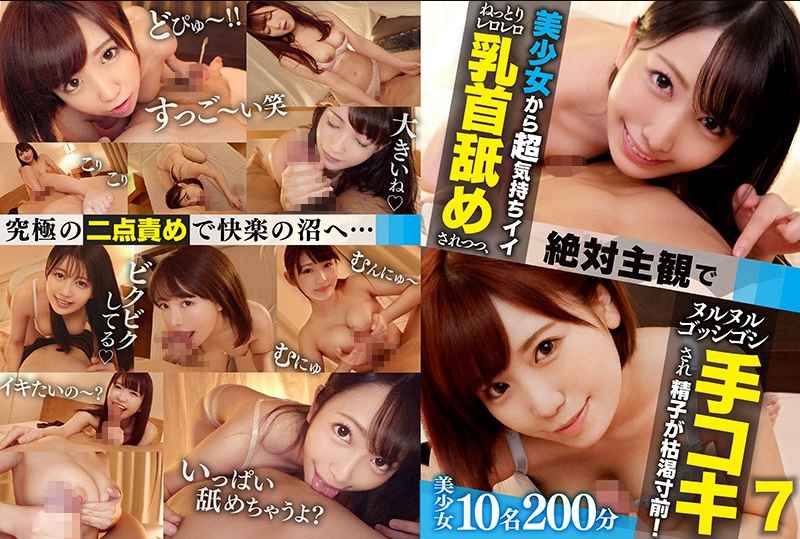 どぴゅ〜!!
すっご〜い笑
こり
こり
大きいね♡
究極の二点責めで快楽の沼へ…
ビクビク
してる♡
むんにゅ〜
むにゅ
イキたいの〜?
いっぱい
舐めちゃうよ?
美少女から超気持ちイイ
ねっとり
レロレロ
乳首舐め
されつつ、
絶対主観で
ヌルヌル
ゴッシゴシ
手コキ
され
精子が枯渇寸前!
7
美少女10名200分